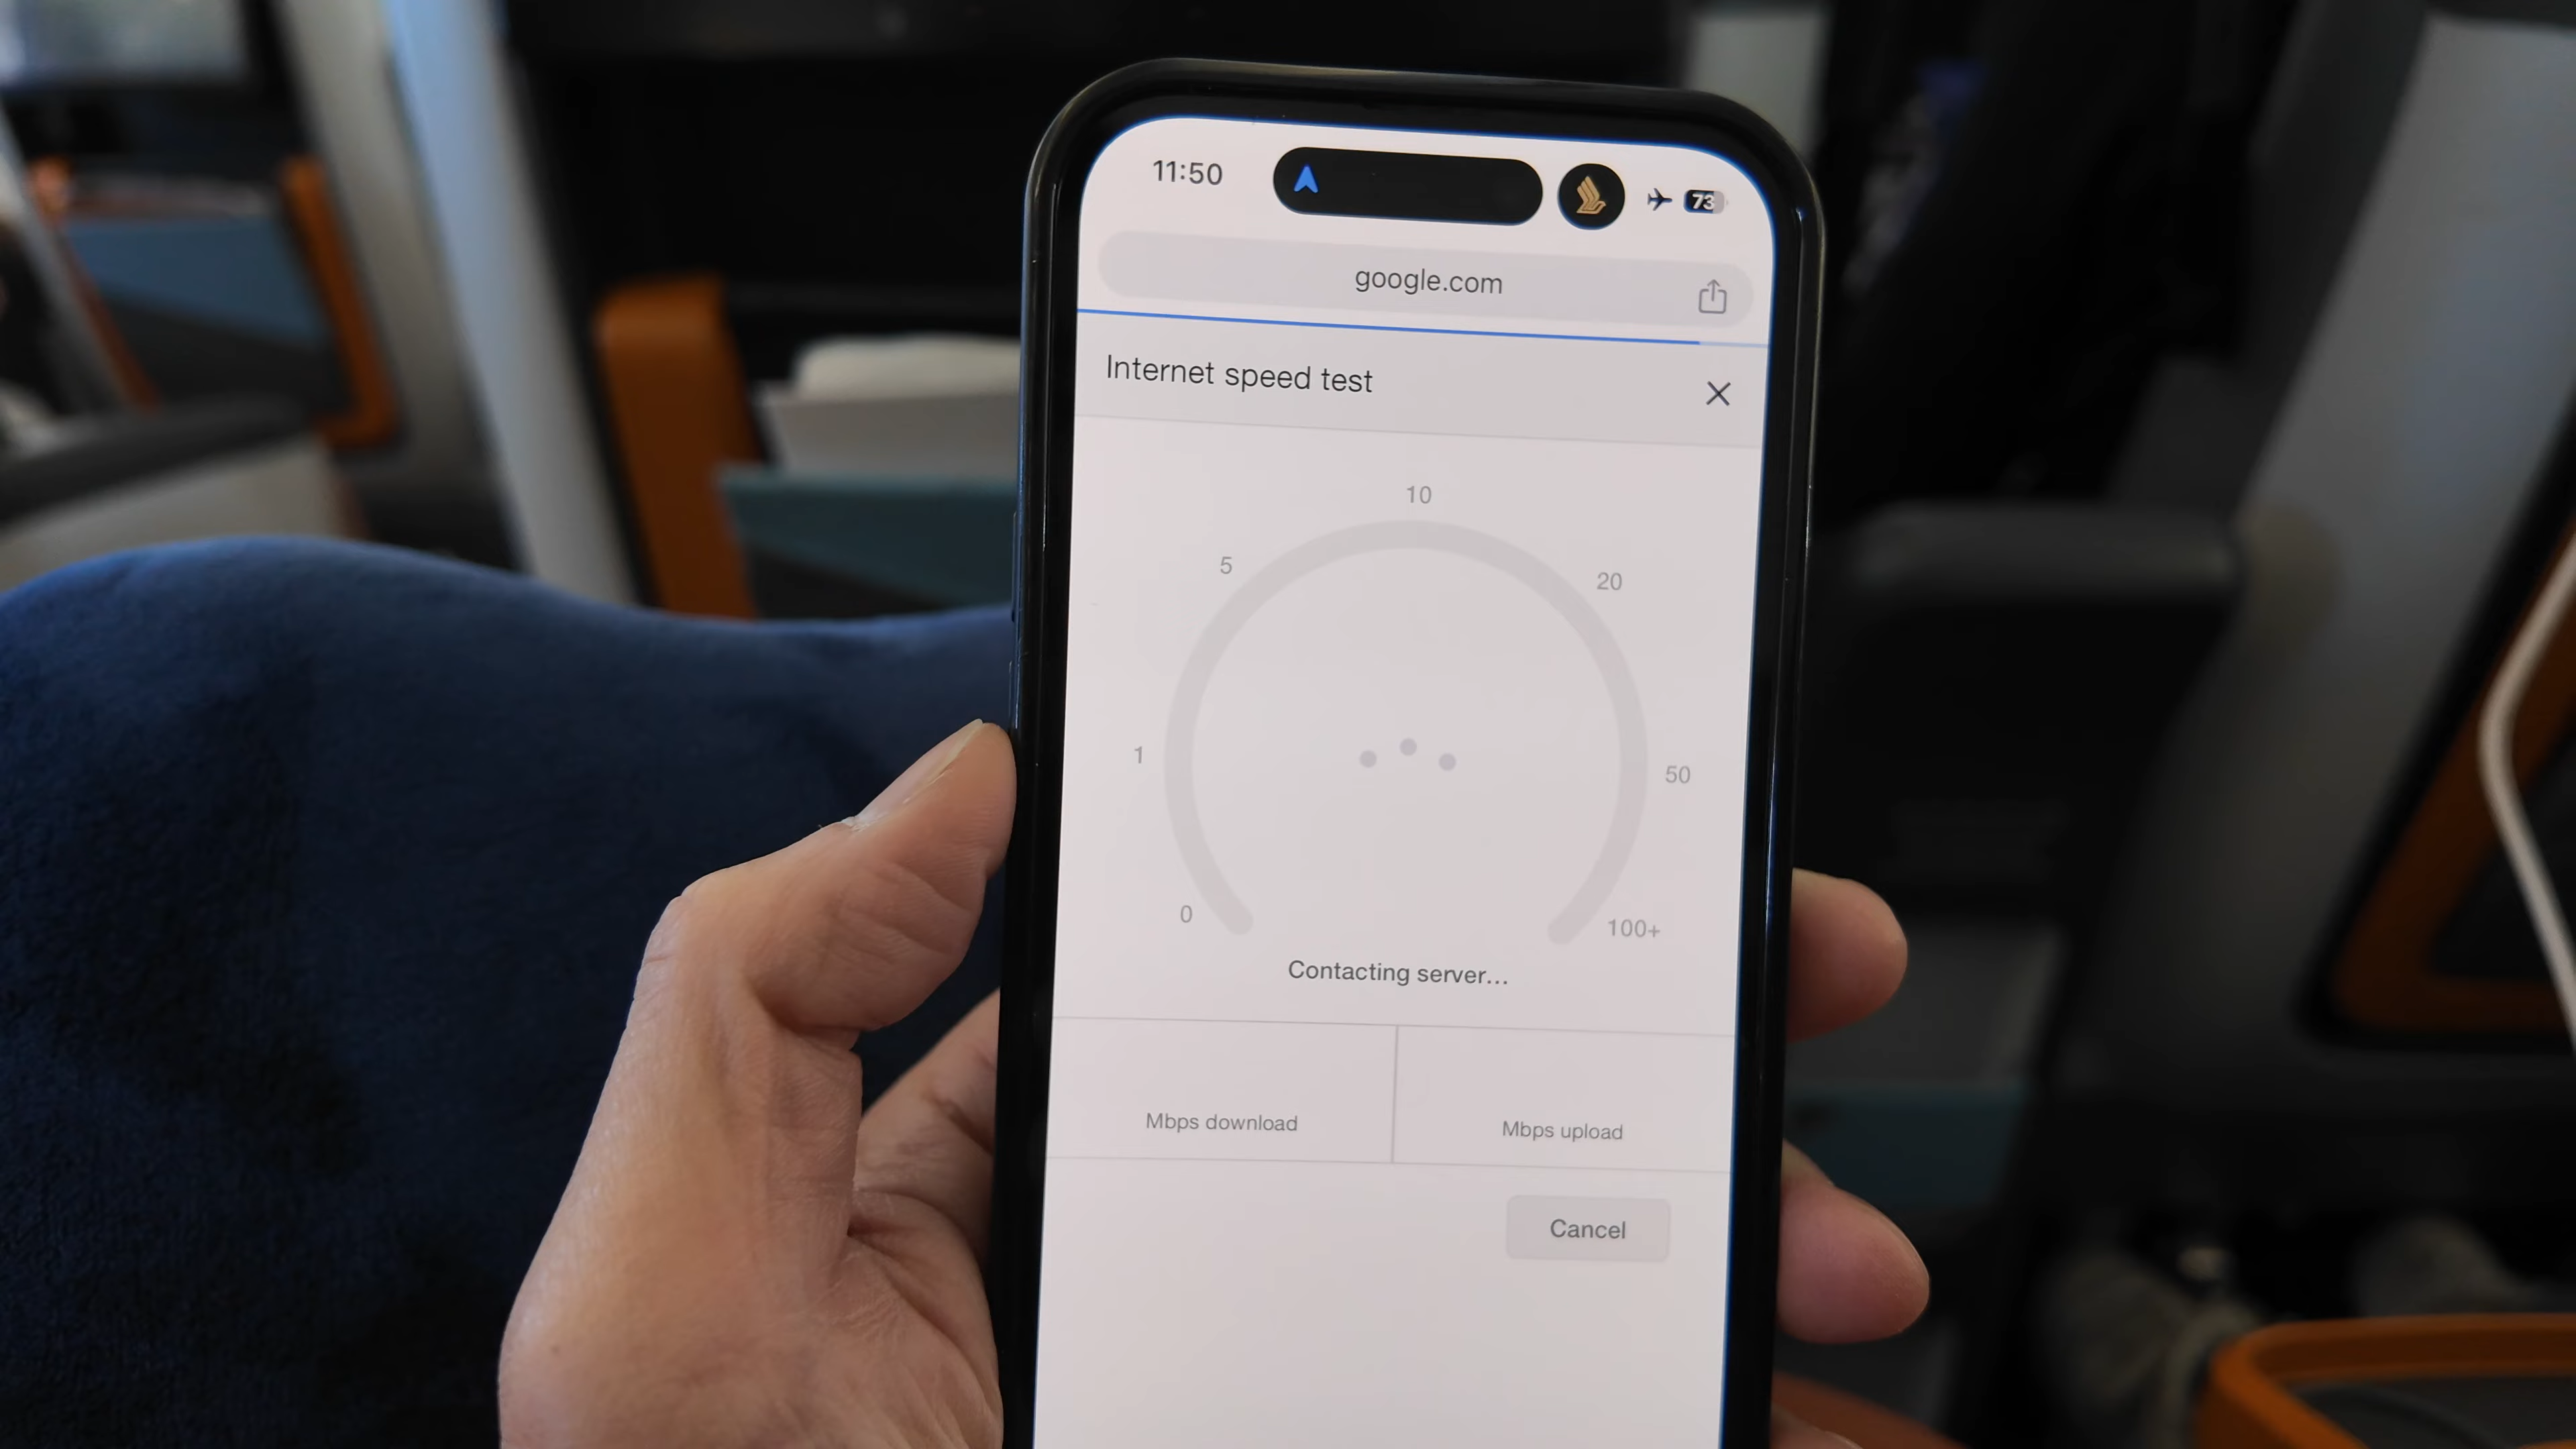 11:50
73
google.com
Internet speed test
10
5
20
1
50
0
100+
Contacting server...
Mbps download
Mbps upload
Cancel